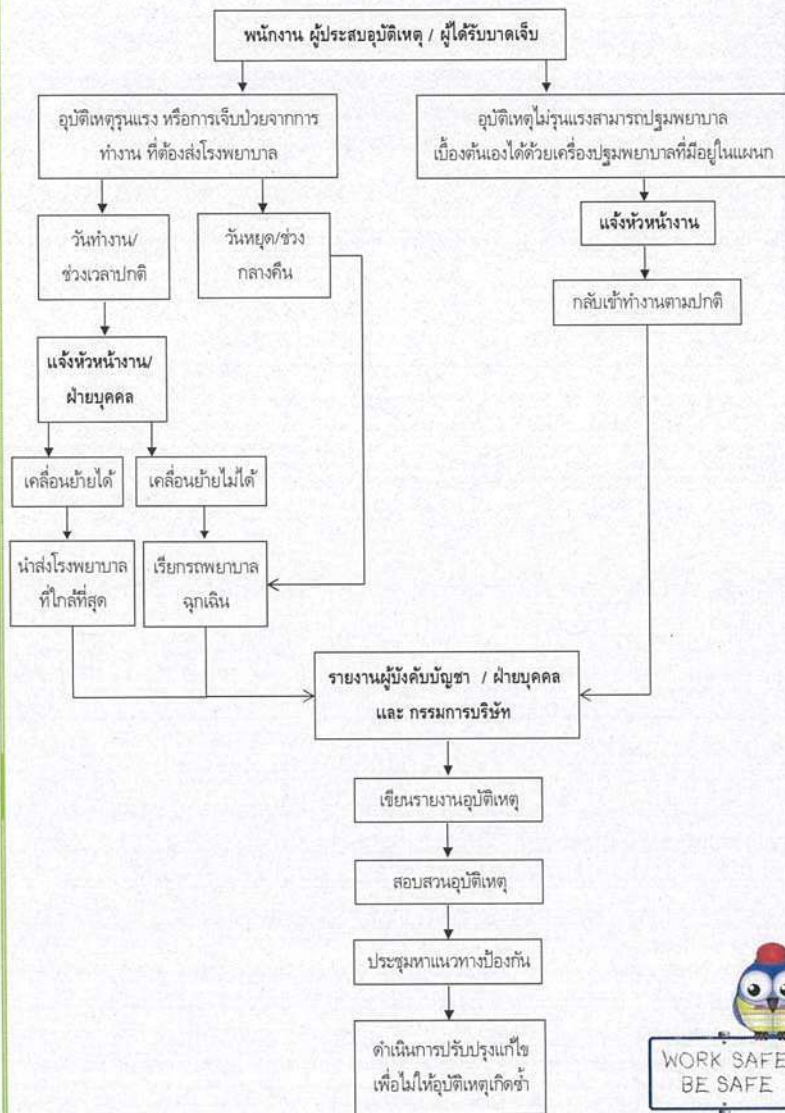 พนักงาน ผู้ประสบอุบัติเหตุ / ผู้ได้รับบาดเจ็บ
อุบัติเหตุรุนแรง หรือการเจ็บป่วยจากการ
ทำงาน ที่ต้องส่งโรงพยาบาล
อุบัติเหตุไม่รุนแรงสามารถปฐมพยาบาล
เบื้องต้นเองได้ด้วยเครื่องปฐมพยาบาลที่มีอยู่ในแผนก
วันทำงาน/
ช่วงเวลาปกติ
วันหยุด/ช่วง
กลางคืน
แจ้งหัวหน้างาน
กลับเข้าทำงานตามปกติ
แจ้งหัวหน้างาน/
ฝ่ายบุคคล
เคลื่อนย้ายได้
เคลื่อนย้ายไม่ได้
นำส่งโรงพยาบาล
ที่ใกล้ที่สุด
เรียกรถพยาบาล
ฉุกเฉิน
รายงานผู้บังคับบัญชา / ฝ่ายบุคคล
และ กรรมการบริษัท
เขียนรายงานอุบัติเหตุ
สอบสวนอุบัติเหตุ
ประชุมหาแนวทางป้องกัน
ดำเนินการปรับปรุงแก้ไข
เพื่อไม่ให้อุบัติเหตุเกิดซ้ำ
WORK SAFE
BE SAFE